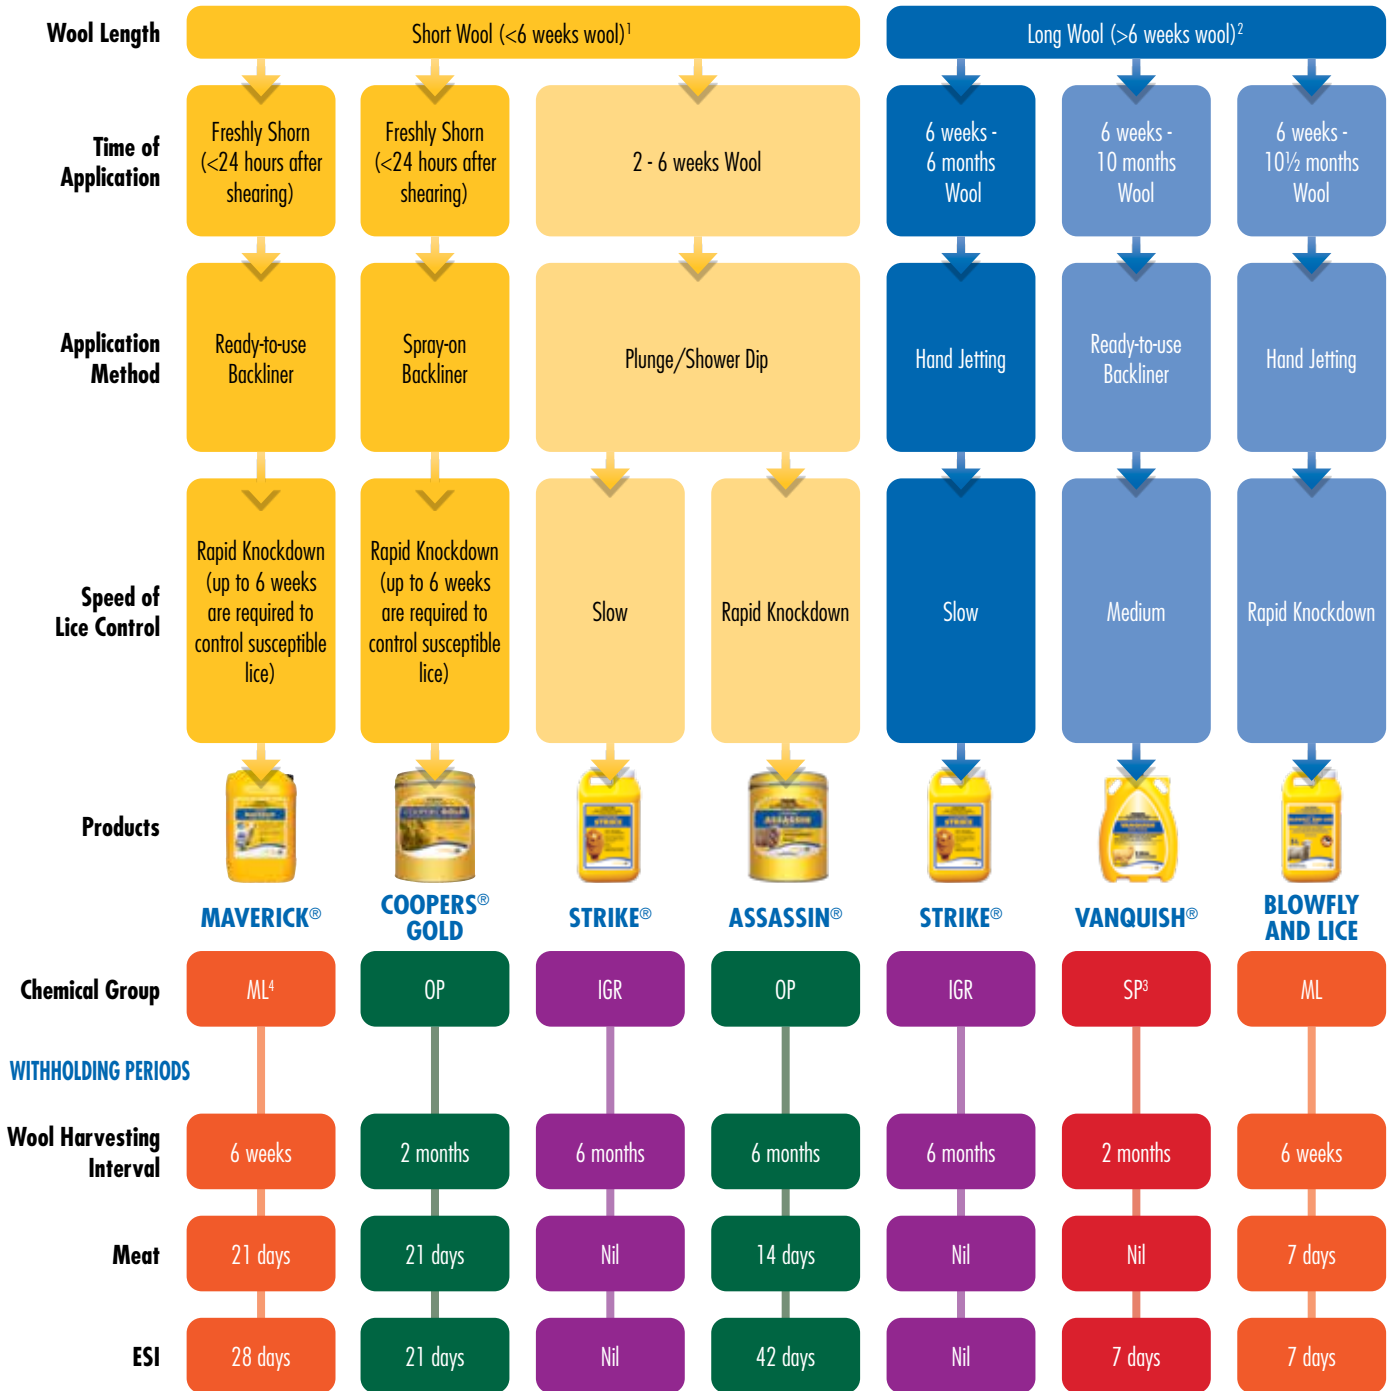 Wool Length
Short Wool (<6 weeks wool)¹
Long Wool (>6 weeks wool)²
Time of
Application
Freshly Shorn
(<24 hours after
shearing)
Freshly Shorn
(<24 hours after
shearing)
2 - 6 weeks Wool
6 weeks -
6 months
Wool
6 weeks -
10 months
Wool
6 weeks -
10½ months
Wool
Application
Method
Ready-to-use
Backliner
Spray-on
Backliner
Plunge/Shower Dip
Hand Jetting
Ready-to-use
Backliner
Hand Jetting
Speed of
Lice Control
Rapid Knockdown
(up to 6 weeks
are required to
control susceptible
lice)
Rapid Knockdown
(up to 6 weeks
are required to
control susceptible
lice)
Slow
Rapid Knockdown
Slow
Medium
Rapid Knockdown
Products
MAVERICK
GOLD
STRIKE
ASSASSIN
STRIKE
VANQUISH
MAVERICK®
COOPERS®
GOLD
STRIKE®
ASSASSIN®
STRIKE®
VANQUISH®
BLOWFLY
AND LICE
Chemical Group
ML⁴
OP
IGR
OP
IGR
SP³
ML
WITHHOLDING PERIODS
Wool Harvesting
Interval
6 weeks
2 months
6 months
6 months
6 months
2 months
6 weeks
Meat
21 days
21 days
Nil
14 days
Nil
Nil
7 days
ESI
28 days
21 days
Nil
42 days
Nil
7 days
7 days